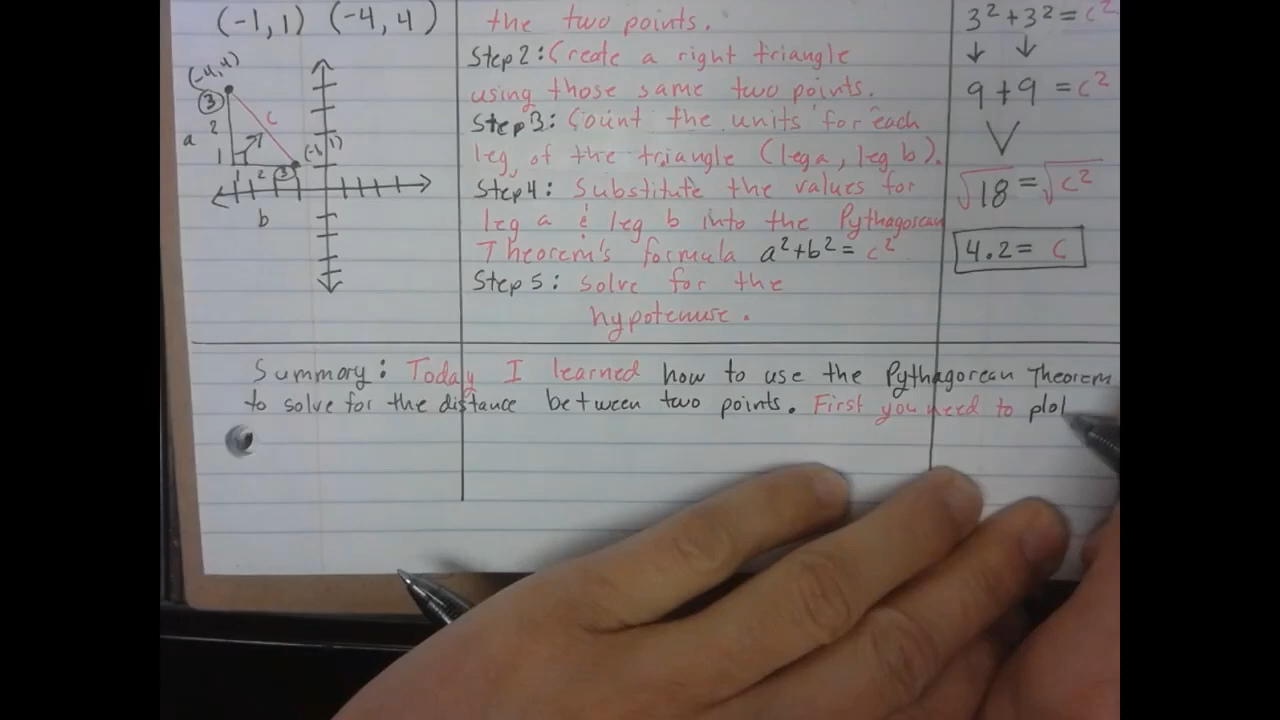 (-1, 1) (-4, 4)
(-4, 4)
3
2
1
a
c
(-1, 1)
1 2 3
b
the two points.
Step 2: Create a right triangle
using those same two points.
Step 3: Count the units for each
leg of the triangle (leg a, leg b).
Step 4: Substitute the values for
leg a & leg b into the Pythagorean
Theorem's formula a²+b²= c²
Step 5: Solve for the
hypotenuse.
3²+3²= c²
9+9 = c²
√18 = √c²
4.2 = c
Summary: Today I learned how to use the Pythagorean Theorem
to solve for the distance between two points. First you need to plot